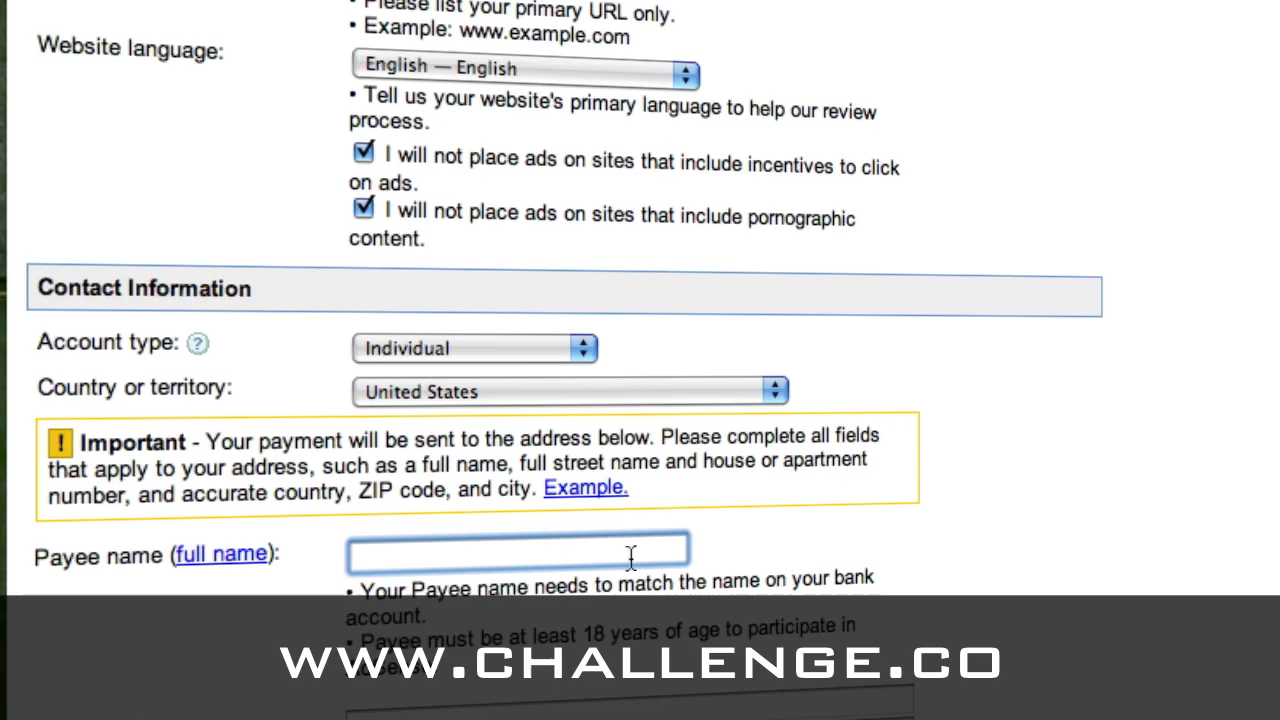 • Please list your primary URL only.
• Example: www.example.com
Website language:
English — English
• Tell us your website's primary language to help our review
process.
I will not place ads on sites that include incentives to click
on ads.
I will not place ads on sites that include pornographic
content.
Contact Information
Account type: ?
Individual
Country or territory:
United States
! Important - Your payment will be sent to the address below. Please complete all fields
that apply to your address, such as a full name, full street name and house or apartment
number, and accurate country, ZIP code, and city. Example.
Payee name (full name):
• Your Payee name needs to match the name on your bank
account.
• Payee must be at least 18 years of age to participate in
AdSense.
WWW.CHALLENGE.CO